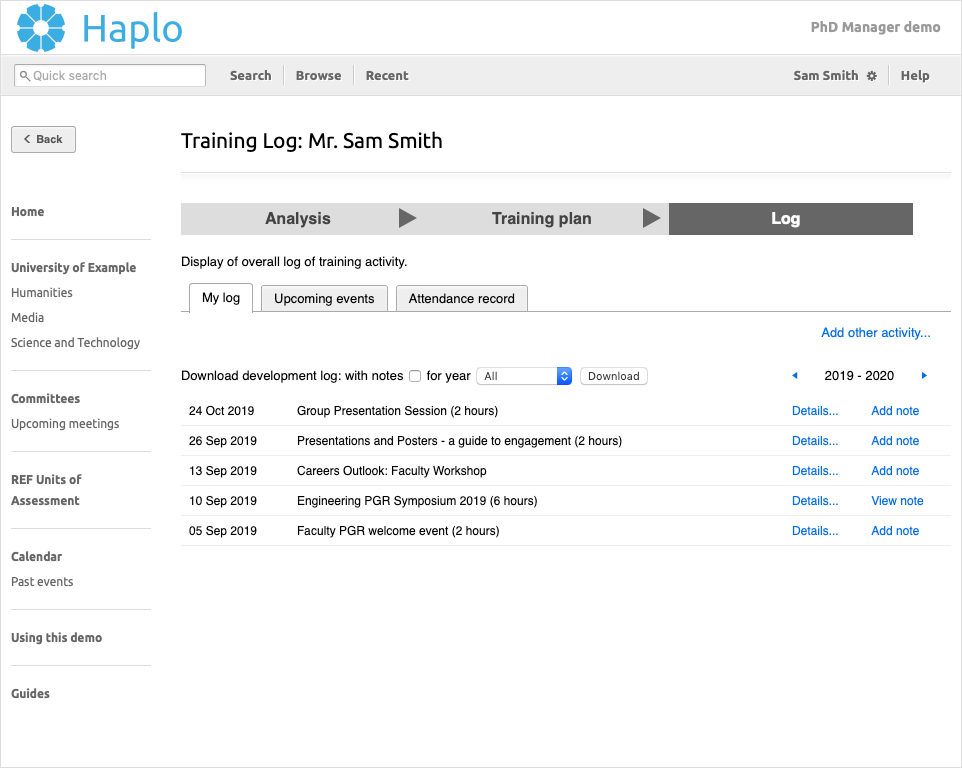 Haplo
PhD Manager demo
Quick search
Search
Browse
Recent
Sam Smith
Help
Back
Training Log: Mr. Sam Smith
Home
University of Example
Humanities
Media
Science and Technology
Committees
Upcoming meetings
REF Units of
Assessment
Calendar
Past events
Using this demo
Guides
Analysis
Training plan
Log
Display of overall log of training activity.
My log
Upcoming events
Attendance record
Add other activity...
Download development log: with notes for year All Download
2019 - 2020
24 Oct 2019 Group Presentation Session (2 hours) Details... Add note
26 Sep 2019 Presentations and Posters - a guide to engagement (2 hours) Details... Add note
13 Sep 2019 Careers Outlook: Faculty Workshop Details... Add note
10 Sep 2019 Engineering PGR Symposium 2019 (6 hours) Details... View note
05 Sep 2019 Faculty PGR welcome event (2 hours) Details... Add note